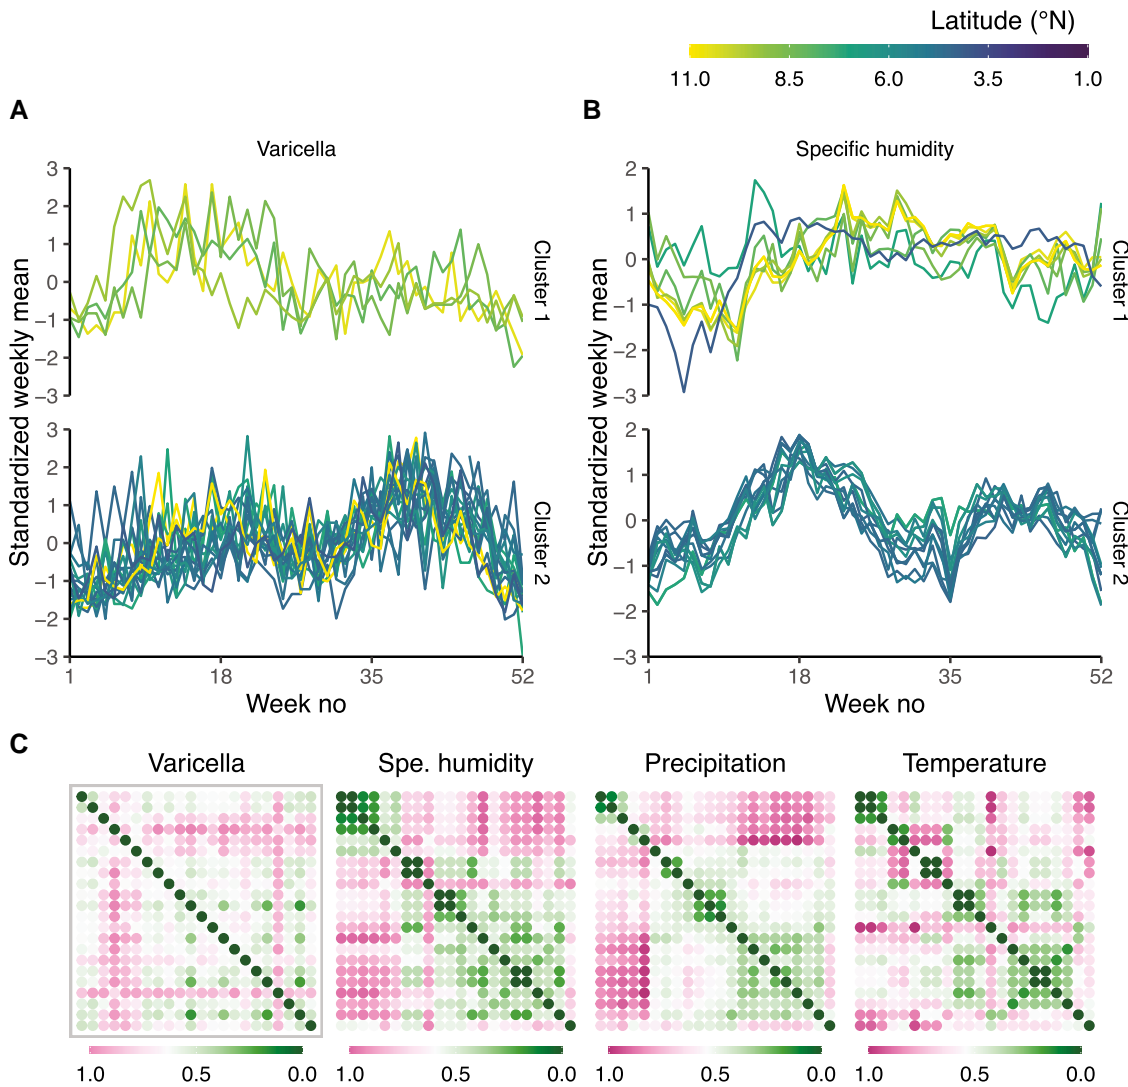 Latitude (°N)
11.0 8.5 6.0 3.5 1.0
A B
Varicella Specific humidity
Standardized weekly mean
3
2
1
0
−1
−2
−3
Cluster 1
3
2
1
0
−1
−2
−3
Cluster 2
1 18 35 52
Week no
Standardized weekly mean
2
1
0
−1
−2
−3
Cluster 1
2
1
0
−1
−2
−3
Cluster 2
1 18 35 52
Week no
C
Varicella Spe. humidity Precipitation Temperature
1.0 0.5 0.0 1.0 0.5 0.0 1.0 0.5 0.0 1.0 0.5 0.0